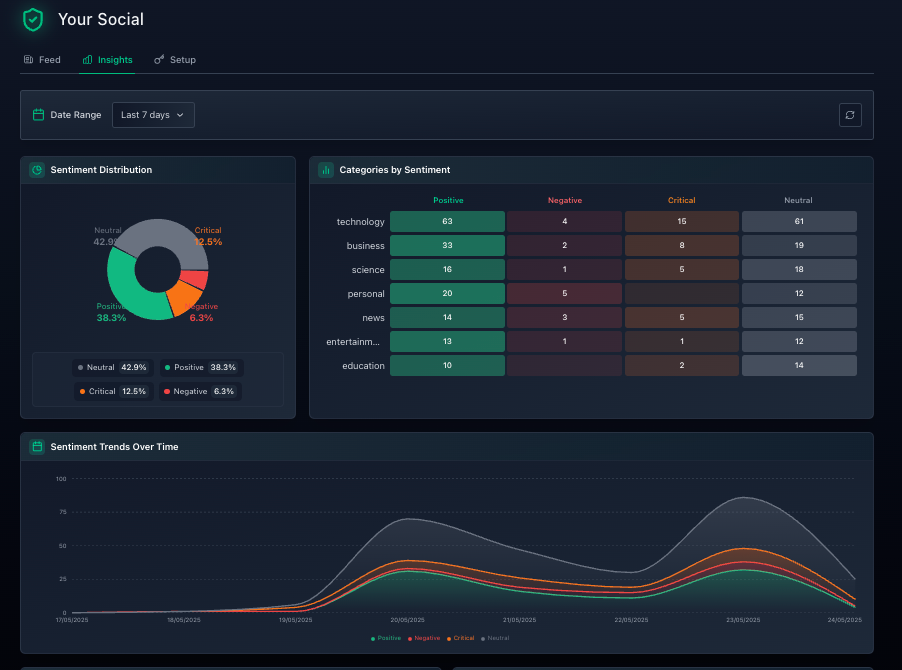 Your Social
Feed Insights Setup
Date Range Last 7 days
Sentiment Distribution
Neutral
42.9%
Critical
12.5%
Positive
38.3%
Negative
6.3%
Neutral 42.9% Positive 38.3%
Critical 12.5% Negative 6.3%
Categories by Sentiment
Positive Negative Critical Neutral
technology 63 4 15 61
business 33 2 8 19
science 16 1 5 18
personal 20 5 12
news 14 3 5 15
entertainm... 13 1 1 12
education 10 2 14
Sentiment Trends Over Time
100
75
50
25
0
17/05/2025 18/05/2025 19/05/2025 20/05/2025 21/05/2025 22/05/2025 23/05/2025 24/05/2025
Positive Negative Critical Neutral